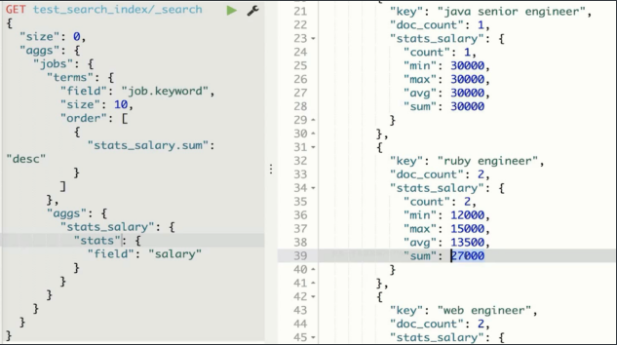 GET test_search_index/_search
{
  "size": 0,
  "aggs": {
    "jobs": {
      "terms": {
        "field": "job.keyword",
        "size": 10,
        "order": [
          {
            "stats_salary.sum":
"desc"
          }
        ]
      },
      "aggs": {
        "stats_salary": {
          "stats": {
            "field": "salary"
          }
        }
      }
    }
  }
}
21 "key": "java senior engineer",
22 "doc_count": 1,
23 "stats_salary": {
24 "count": 1,
25 "min": 30000,
26 "max": 30000,
27 "avg": 30000,
28 "sum": 30000
29 }
30 },
31 {
32 "key": "ruby engineer",
33 "doc_count": 2,
34 "stats_salary": {
35 "count": 2,
36 "min": 12000,
37 "max": 15000,
38 "avg": 13500,
39 "sum": 27000
40 }
41 },
42 {
43 "key": "web engineer",
44 "doc_count": 2,
45 "stats_salary": {